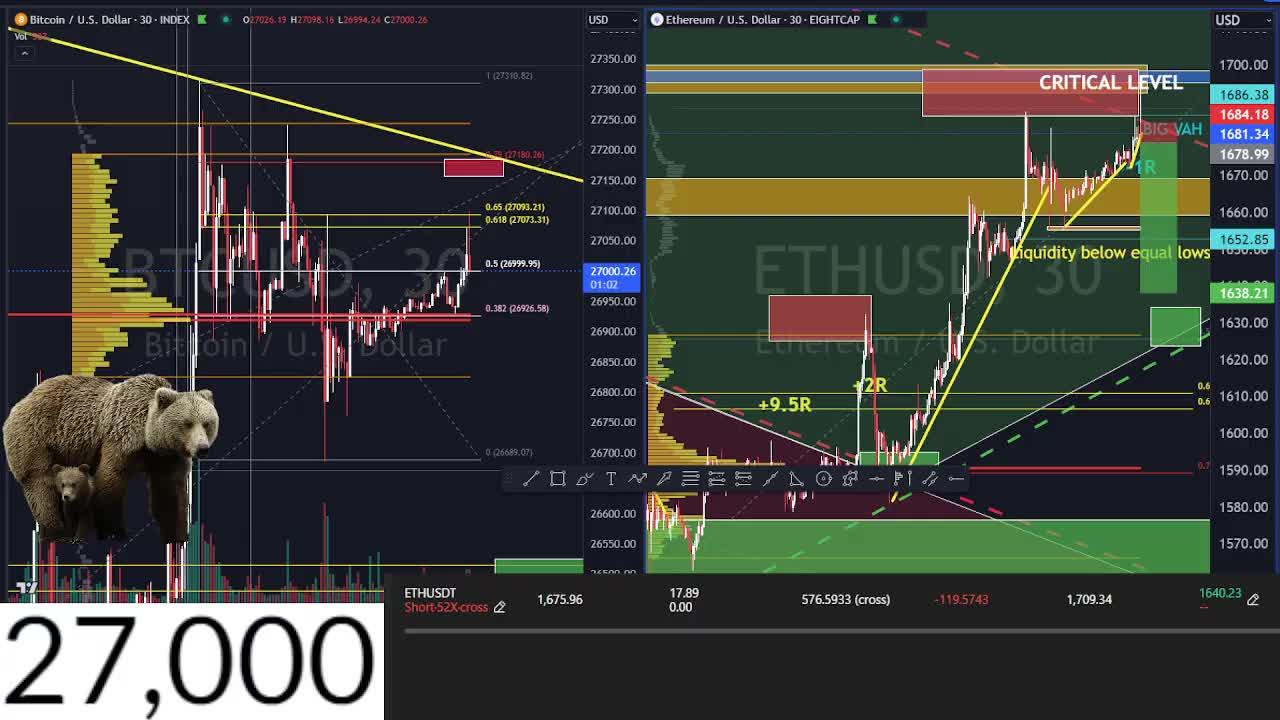 Bitcoin / U.S. Dollar · 30 · INDEX O27026.19 H27098.16 L26994.24 C27000.26
USD
Vol
27350.00
27300.00
27250.00
27200.00
27150.00
27100.00
27050.00
27000.26
01:02
26950.00
26900.00
26850.00
26800.00
26750.00
26700.00
26600.00
26550.00
1 (27310.82)
0.65 (27093.21)
0.618 (27073.31)
0.5 (26999.95)
0.382 (26926.58)
0 (26689.07)
BTCUSD, 30
Bitcoin / U.S. Dollar
27,000
Ethereum / U.S. Dollar · 30 · EIGHTCAP
USD
CRITICAL LEVEL
BIG VAH
-1R
Liquidity below equal lows
+2R
+9.5R
ETHUSD, 30
Ethereum / U.S. Dollar
1700.00
1686.38
1684.18
1681.34
1678.99
1670.00
1660.00
1652.85
1638.21
1630.00
1620.00
1610.00
1600.00
1590.00
1580.00
1570.00
ETHUSDT 1,675.96 17.89 576.5933 (cross) -119.5743 1,709.34 1640.23
Short·52X·cross 0.00 --